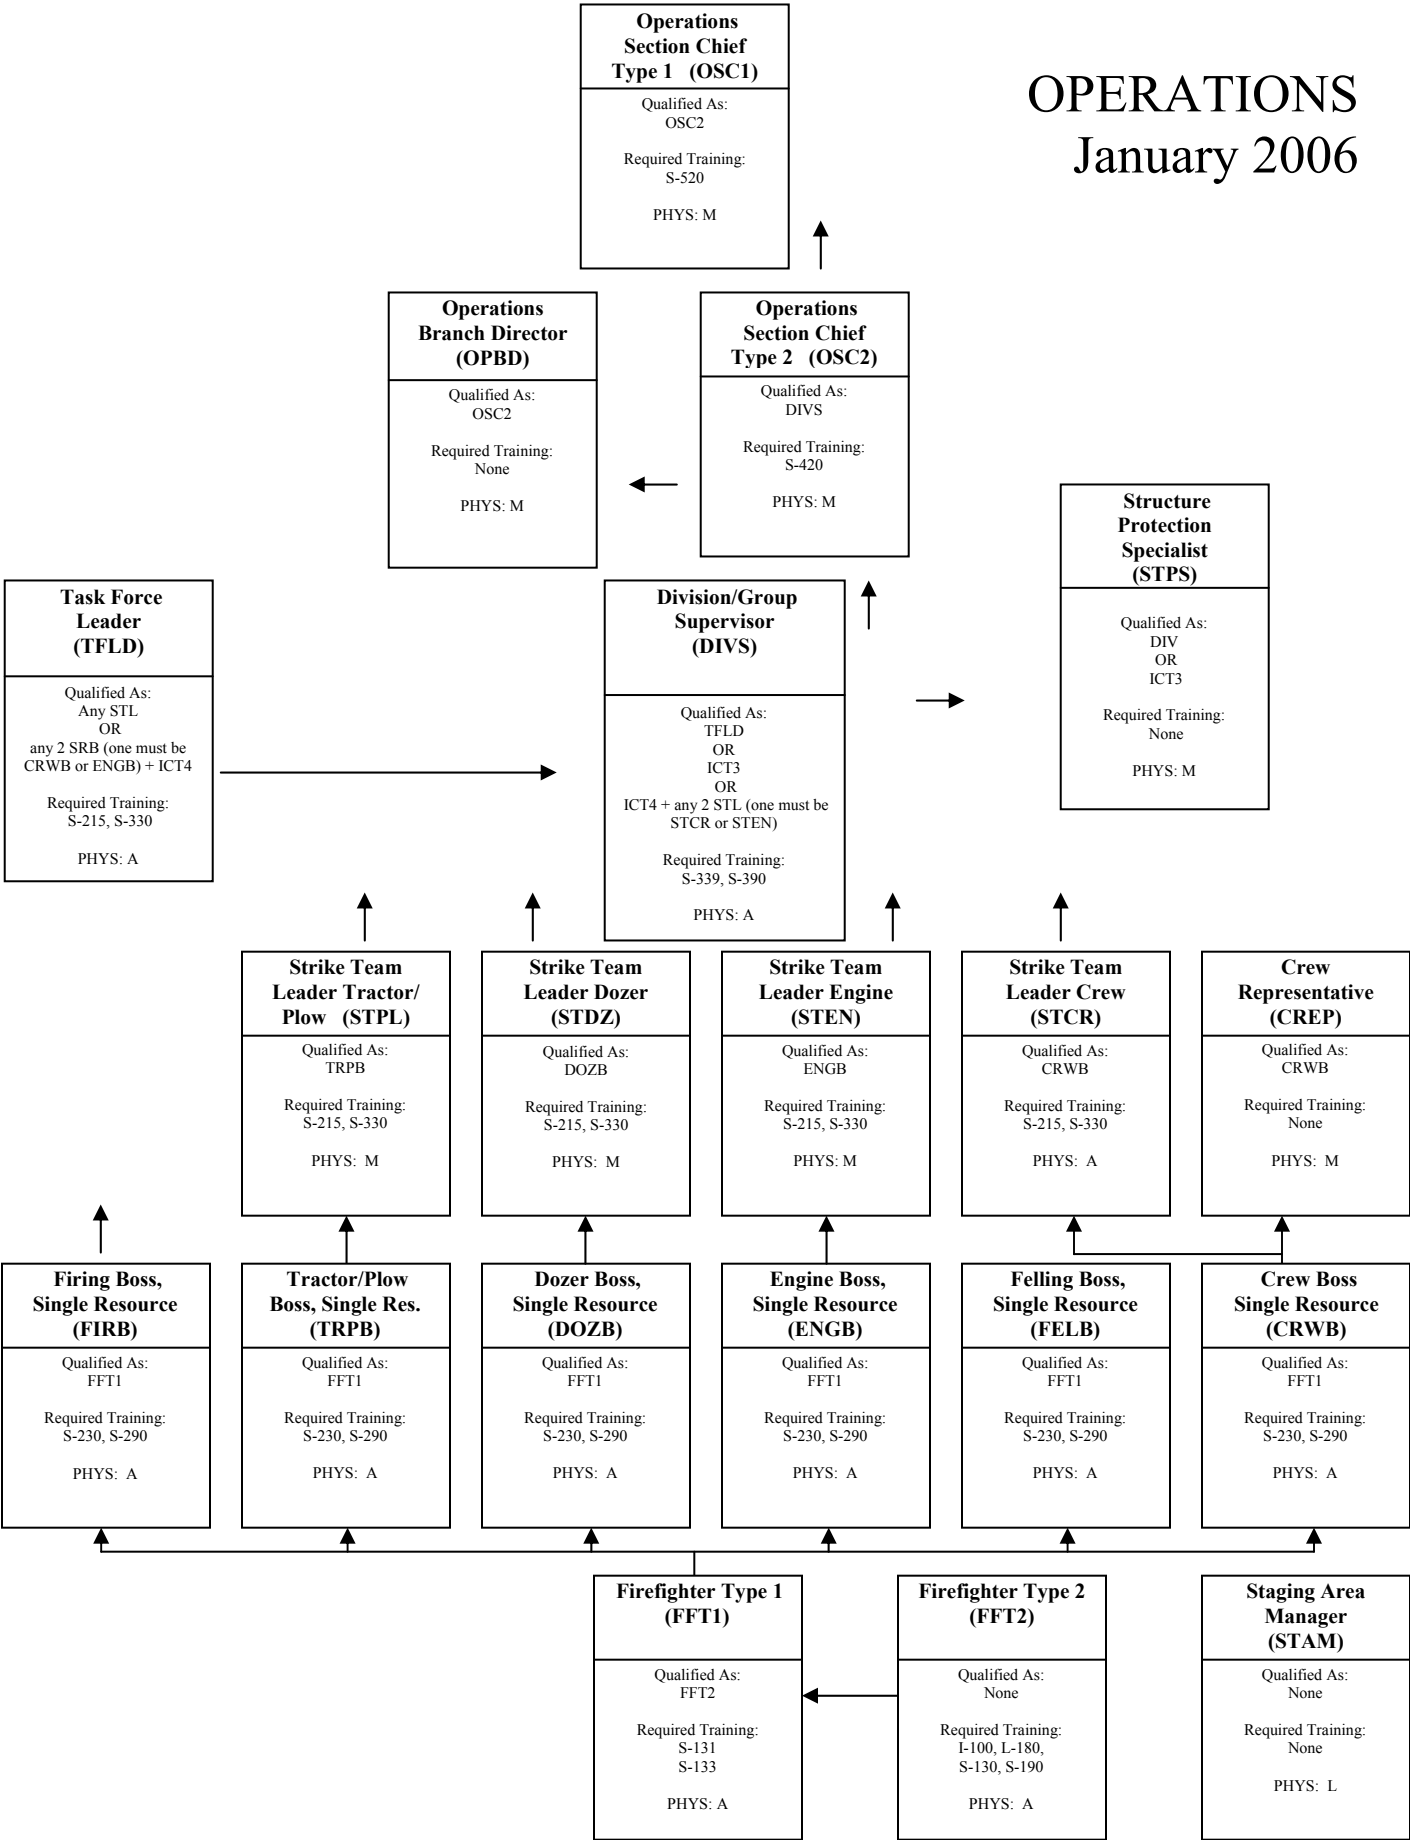 Operations
Section Chief
Type 1 (OSC1)
Qualified As:
OSC2
Required Training:
S-520
PHYS: M
OPERATIONS
January 2006
Operations
Branch Director
(OPBD)
Qualified As:
OSC2
Required Training:
None
PHYS: M
Operations
Section Chief
Type 2 (OSC2)
Qualified As:
DIVS
Required Training:
S-420
PHYS: M
Structure
Protection
Specialist
(STPS)
Qualified As:
DIV
OR
ICT3
Required Training:
None
PHYS: M
Task Force
Leader
(TFLD)
Qualified As:
Any STL
OR
any 2 SRB (one must be
CRWB or ENGB) + ICT4
Required Training:
S-215, S-330
PHYS: A
Division/Group
Supervisor
(DIVS)
Qualified As:
TFLD
OR
ICT3
OR
ICT4 + any 2 STL (one must be
STCR or STEN)
Required Training:
S-339, S-390
PHYS: A
Strike Team
Leader Tractor/
Plow (STPL)
Qualified As:
TRPB
Required Training:
S-215, S-330
PHYS: M
Strike Team
Leader Dozer
(STDZ)
Qualified As:
DOZB
Required Training:
S-215, S-330
PHYS: M
Strike Team
Leader Engine
(STEN)
Qualified As:
ENGB
Required Training:
S-215, S-330
PHYS: M
Strike Team
Leader Crew
(STCR)
Qualified As:
CRWB
Required Training:
S-215, S-330
PHYS: A
Crew
Representative
(CREP)
Qualified As:
CRWB
Required Training:
None
PHYS: M
Firing Boss,
Single Resource
(FIRB)
Qualified As:
FFT1
Required Training:
S-230, S-290
PHYS: A
Tractor/Plow
Boss, Single Res.
(TRPB)
Qualified As:
FFT1
Required Training:
S-230, S-290
PHYS: A
Dozer Boss,
Single Resource
(DOZB)
Qualified As:
FFT1
Required Training:
S-230, S-290
PHYS: A
Engine Boss,
Single Resource
(ENGB)
Qualified As:
FFT1
Required Training:
S-230, S-290
PHYS: A
Felling Boss,
Single Resource
(FELB)
Qualified As:
FFT1
Required Training:
S-230, S-290
PHYS: A
Crew Boss
Single Resource
(CRWB)
Qualified As:
FFT1
Required Training:
S-230, S-290
PHYS: A
Firefighter Type 1
(FFT1)
Qualified As:
FFT2
Required Training:
S-131
S-133
PHYS: A
Firefighter Type 2
(FFT2)
Qualified As:
None
Required Training:
I-100, L-180,
S-130, S-190
PHYS: A
Staging Area
Manager
(STAM)
Qualified As:
None
Required Training:
None
PHYS: L